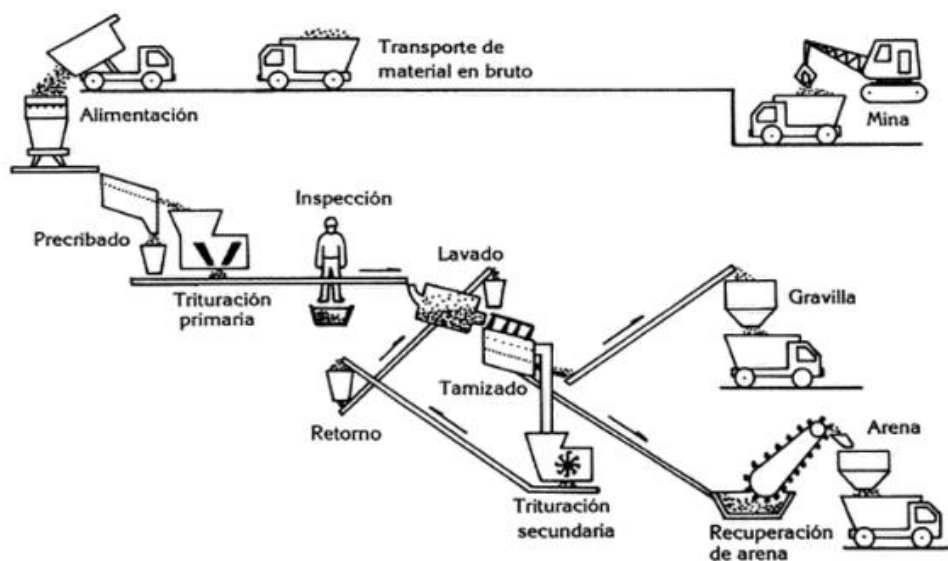 Transporte de
material en bruto
Alimentación
Mina
Inspección
Precribado
Lavado
Trituración
primaria
Gravilla
Tamizado
Retorno
Arena
Trituración
secundaria
Recuperación
de arena